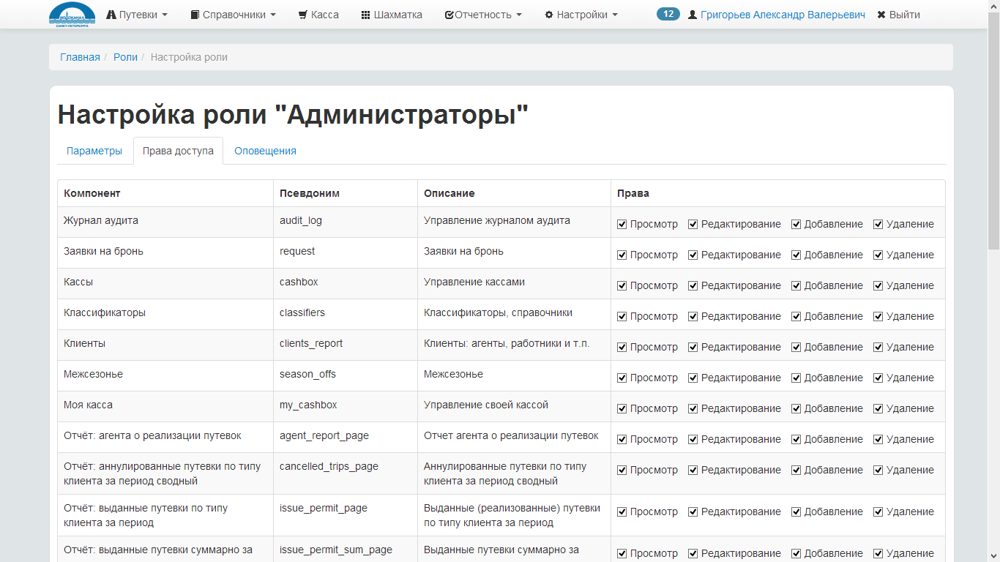 ВОДОКАНАЛ
САНКТ-ПЕТЕРБУРГА
Путевки Справочники Касса Шахматка Отчетность Настройки 12 Григорьев Александр Валерьевич Выйти
Главная / Роли / Настройка роли
Настройка роли "Администраторы"
Параметры Права доступа Оповещения
Компонент Псевдоним Описание Права
Журнал аудита audit_log Управление журналом аудита Просмотр Редактирование Добавление Удаление
Заявки на бронь request Заявки на бронь Просмотр Редактирование Добавление Удаление
Кассы cashbox Управление кассами Просмотр Редактирование Добавление Удаление
Классификаторы classifiers Классификаторы, справочники Просмотр Редактирование Добавление Удаление
Клиенты clients_report Клиенты: агенты, работники и т.п. Просмотр Редактирование Добавление Удаление
Межсезонье season_offs Межсезонье Просмотр Редактирование Добавление Удаление
Моя касса my_cashbox Управление своей кассой Просмотр Редактирование Добавление Удаление
Отчёт: агента о реализации путевок agent_report_page Отчет агента о реализации путевок Просмотр Редактирование Добавление Удаление
Отчёт: аннулированные путевки по типу cancelled_trips_page Аннулированные путевки по типу Просмотр Редактирование Добавление Удаление
клиента за период сводный клиента за период сводный
Отчёт: выданные путевки по типу issue_permit_page Выданные (реализованные) путевки Просмотр Редактирование Добавление Удаление
клиента за период по типу клиента за период
Отчёт: выданные путевки суммарно за issue_permit_sum_page Выданные путевки суммарно за Просмотр Редактирование Добавление Удаление